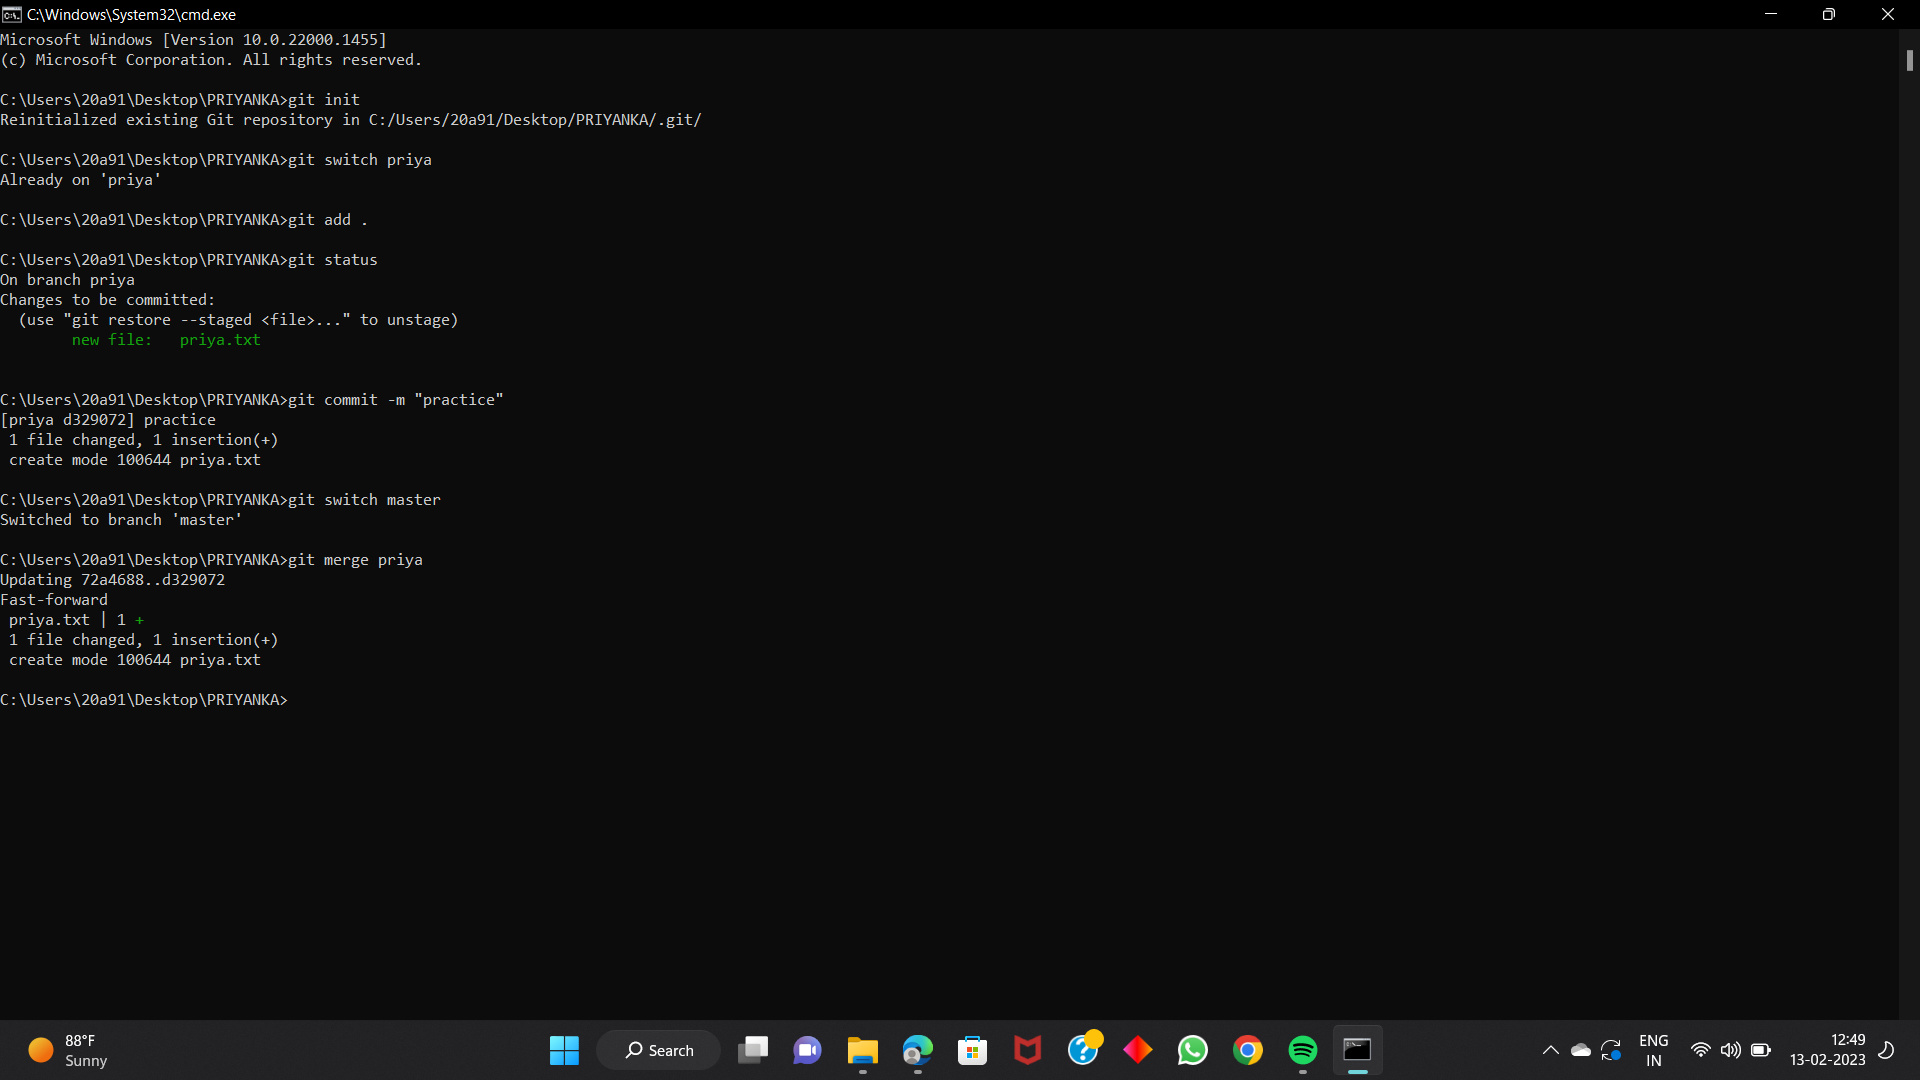 C:\Windows\System32\cmd.exe
Microsoft Windows [Version 10.0.22000.1455]
(c) Microsoft Corporation. All rights reserved.
C:\Users\20a91\Desktop\PRIYANKA>git init
Reinitialized existing Git repository in C:/Users/20a91/Desktop/PRIYANKA/.git/
C:\Users\20a91\Desktop\PRIYANKA>git switch priya
Already on 'priya'
C:\Users\20a91\Desktop\PRIYANKA>git add .
C:\Users\20a91\Desktop\PRIYANKA>git status
On branch priya
Changes to be committed:
  (use "git restore --staged <file>..." to unstage)
        new file:   priya.txt
C:\Users\20a91\Desktop\PRIYANKA>git commit -m "practice"
[priya d329072] practice
 1 file changed, 1 insertion(+)
 create mode 100644 priya.txt
C:\Users\20a91\Desktop\PRIYANKA>git switch master
Switched to branch 'master'
C:\Users\20a91\Desktop\PRIYANKA>git merge priya
Updating 72a4688..d329072
Fast-forward
 priya.txt | 1 +
 1 file changed, 1 insertion(+)
 create mode 100644 priya.txt
C:\Users\20a91\Desktop\PRIYANKA>
88°F
Sunny
Search
ENG
IN
12:49
13-02-2023